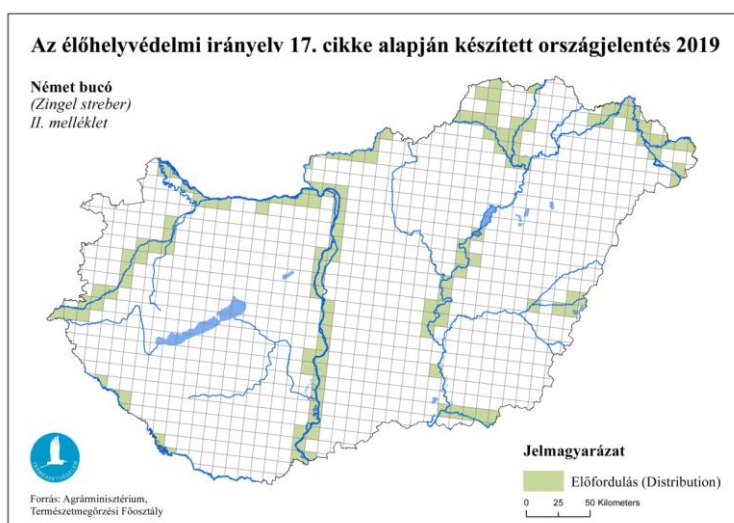 Az élőhelyvédelmi irányelv 17. cikke alapján készített országjelentés 2019
Német bucó
(Zingel streber)
II. melléklet
Jelmagyarázat
Előfordulás (Distribution)
0 25 50 Kilometers
Forrás: Agrárminisztérium,
Természetmegőrzési Főosztály